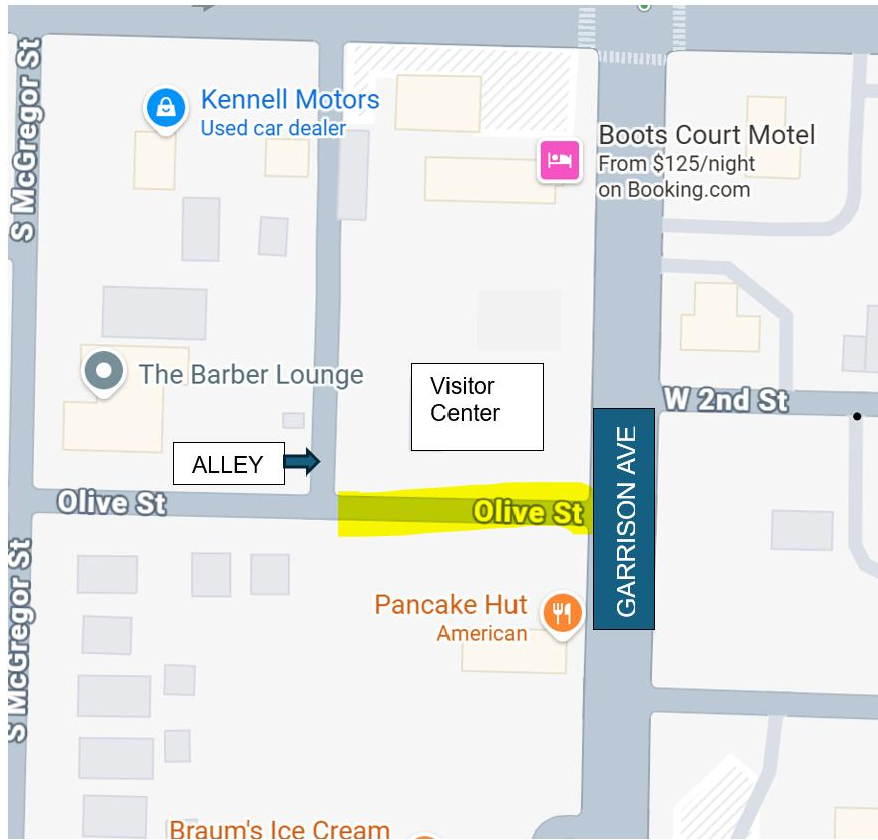 S McGregor St
Kennell Motors
Used car dealer
Boots Court Motel
From $125/night
on Booking.com
The Barber Lounge
Visitor
Center
W 2nd St
ALLEY
GARRISON AVE
Olive St
Olive St
S McGregor St
Pancake Hut
American
Braum's Ice Cream